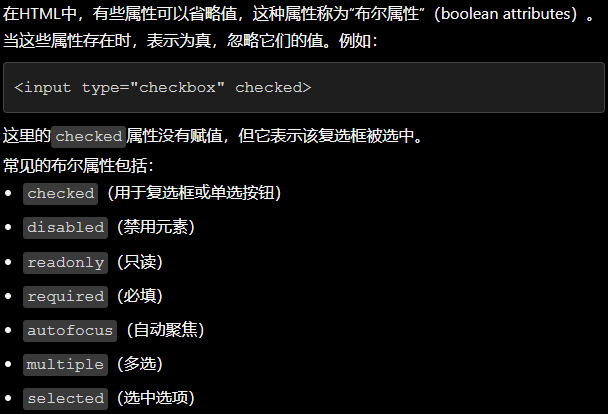 在HTML中，有些属性可以省略值，这种属性称为“布尔属性”（boolean attributes）。
当这些属性存在时，表示为真，忽略它们的值。例如：
<input type="checkbox" checked>
这里的checked属性没有赋值，但它表示该复选框被选中。
常见的布尔属性包括：
• checked（用于复选框或单选按钮）
• disabled（禁用元素）
• readonly（只读）
• required（必填）
• autofocus（自动聚焦）
• multiple（多选）
• selected（选中选项）